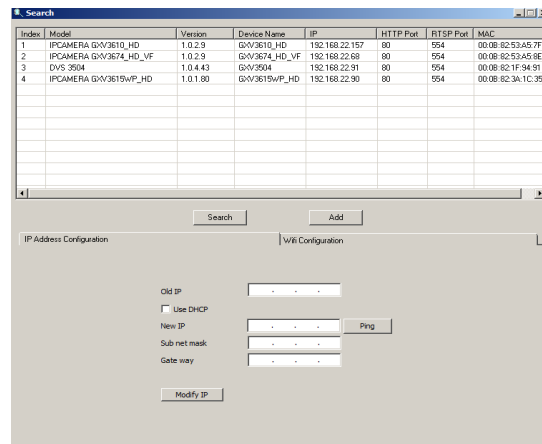 Search
Index Model Version Device Name IP HTTP Port RTSP Port MAC
1 IPCAMERA GXV3610_HD 1.0.2.9 GXV3610_HD 192.168.22.157 80 554 00:0B:82:53:A5:7F
2 IPCAMERA GXV3674_HD_VF 1.0.2.9 GXV3674_HD_VF 192.168.22.68 80 554 00:0B:82:53:A5:8E
3 DVS 3504 1.0.4.43 GXV3504 192.168.22.91 80 554 00:0B:82:1F:94:91
4 IPCAMERA GXV3615WP_HD 1.0.1.80 GXV3615WP_HD 192.168.22.90 80 554 00:0B:82:3A:1C:35
Search Add
IP Address Configuration Wifi Configuration
Old IP
Use DHCP
New IP Ping
Sub net mask
Gate way
Modify IP